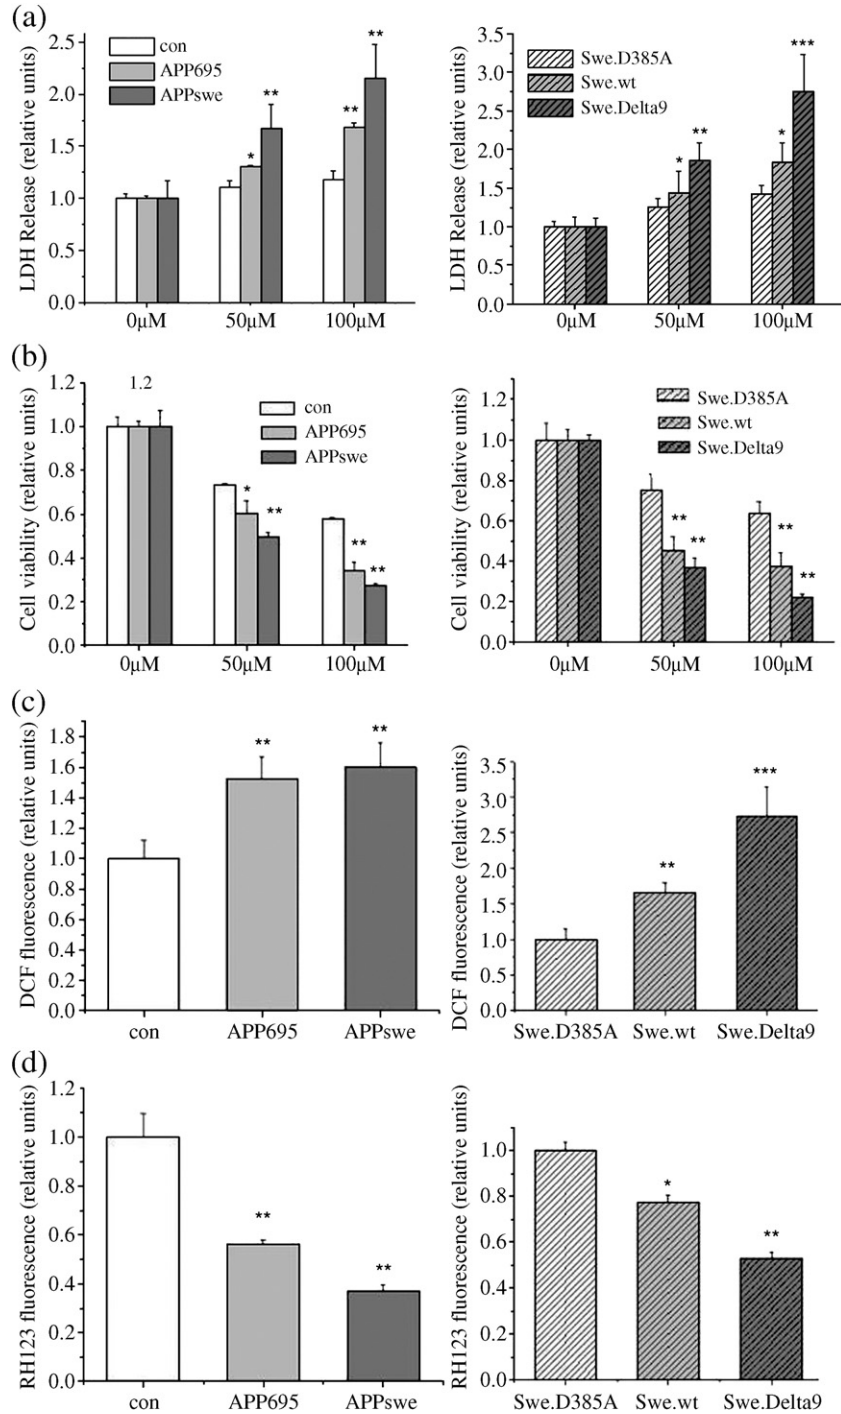 (a)
LDH Release (relative units)
2.5
2.0
1.5
1.0
0.5
0.0
con
APP695
APPswe
*
**
**
**
0µM
50µM
100µM
LDH Release (relative units)
3.5
3.0
2.5
2.0
1.5
1.0
0.5
0.0
Swe.D385A
Swe.wt
Swe.Delta9
*
**
*
***
0µM
50µM
100µM
(b)
Cell viability (relative units)
1.2
1.0
0.8
0.6
0.4
0.2
0.0
1.2
con
APP695
APPswe
*
**
**
**
0µM
50µM
100µM
Cell viability (relative units)
1.2
1.0
0.8
0.6
0.4
0.2
0.0
Swe.D385A
Swe.wt
Swe.Delta9
**
**
**
**
0µM
50µM
100µM
(c)
DCF fluorescence (relative units)
1.8
1.6
1.4
1.2
1.0
0.8
0.6
0.4
0.2
0.0
**
**
con
APP695
APPswe
DCF fluorescence (relative units)
3.5
3.0
2.5
2.0
1.5
1.0
0.5
0.0
**
***
Swe.D385A
Swe.wt
Swe.Delta9
(d)
RH123 fluorescence (relative units)
1.2
1.0
0.8
0.6
0.4
0.2
0.0
**
**
con
APP695
APPswe
RH123 fluorescence (relative units)
1.0
0.8
0.6
0.4
0.2
0.0
*
**
Swe.D385A
Swe.wt
Swe.Delta9